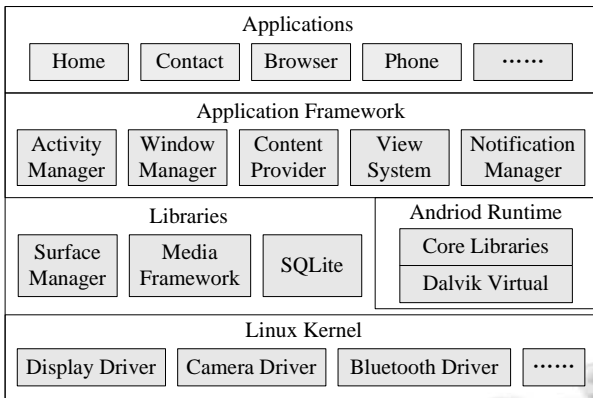 Applications
Home
Contact
Browser
Phone
……
Application Framework
Activity
Manager
Window
Manager
Content
Provider
View
System
Notification
Manager
Libraries
Surface
Manager
Media
Framework
SQLite
Andriod Runtime
Core Libraries
Dalvik Virtual
Linux Kernel
Display Driver
Camera Driver
Bluetooth Driver
……